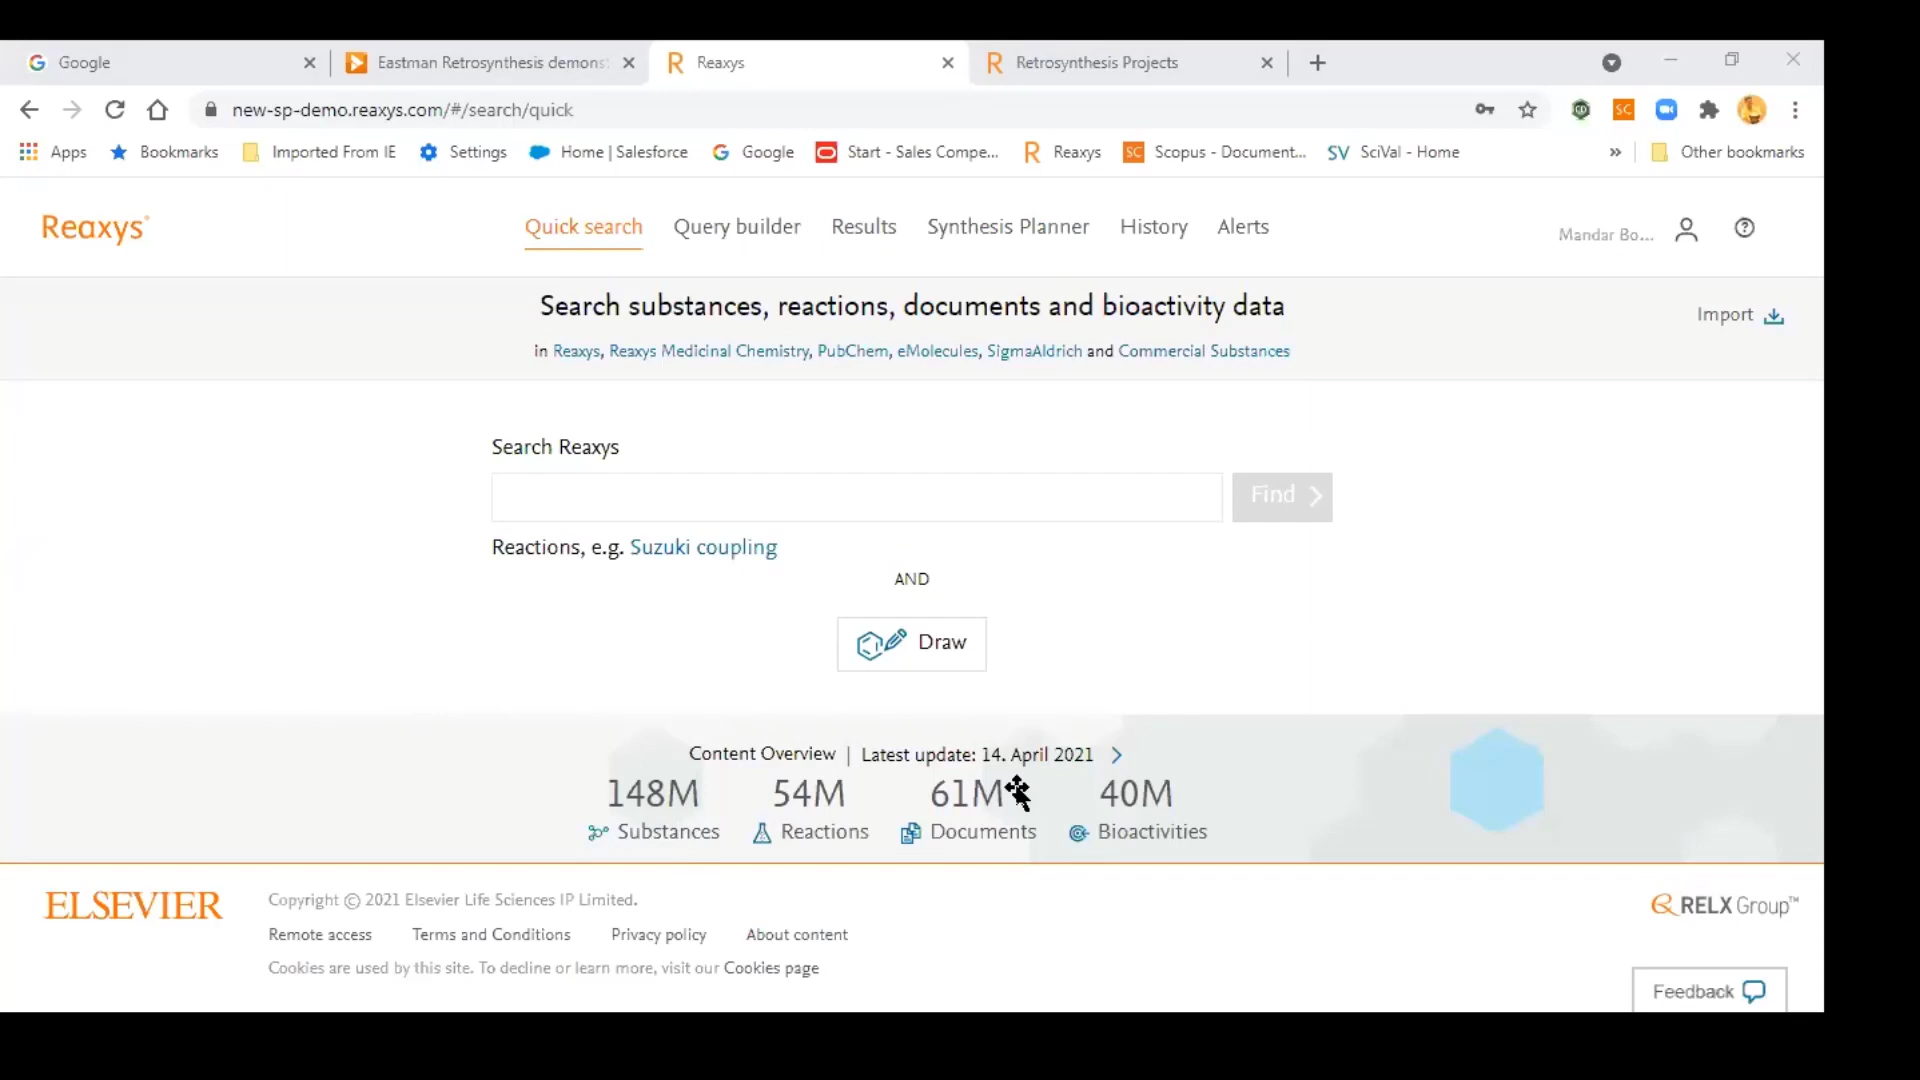 Google
Eastman Retrosynthesis demons
Reaxys
Retrosynthesis Projects
new-sp-demo.reaxys.com/#/search/quick
SC
Apps
Bookmarks
Imported From IE
Settings
Home | Salesforce
Google
Start - Sales Compe...
Reaxys
SC Scopus - Document...
SV SciVal - Home
»
Other bookmarks
Reaxys®
Quick search
Query builder
Results
Synthesis Planner
History
Alerts
Mandar Bo...
Search substances, reactions, documents and bioactivity data
in Reaxys, Reaxys Medicinal Chemistry, PubChem, eMolecules, SigmaAldrich and Commercial Substances
Import
Search Reaxys
Find
Reactions, e.g. Suzuki coupling
AND
Draw
Content Overview | Latest update: 14. April 2021
148M 54M 61M 40M
Substances Reactions Documents Bioactivities
ELSEVIER
Copyright © 2021 Elsevier Life Sciences IP Limited.
Remote access Terms and Conditions Privacy policy About content
Cookies are used by this site. To decline or learn more, visit our Cookies page
RELX Group™
Feedback